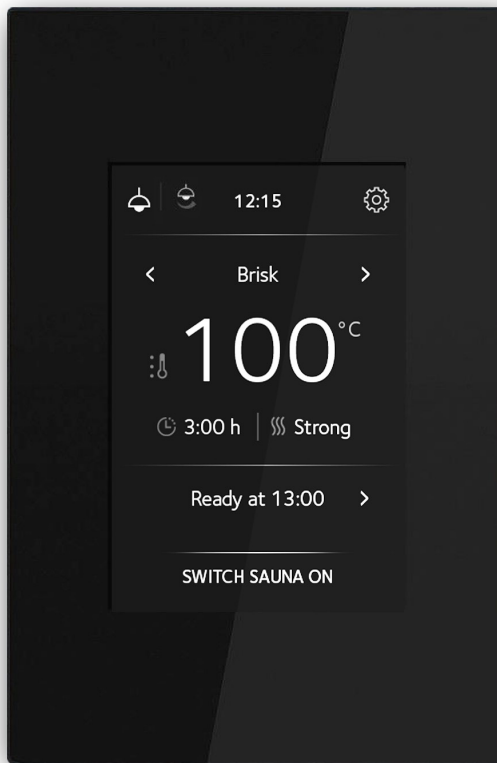 12:15
Brisk
100 °C
3:00 h Strong
Ready at 13:00
SWITCH SAUNA ON